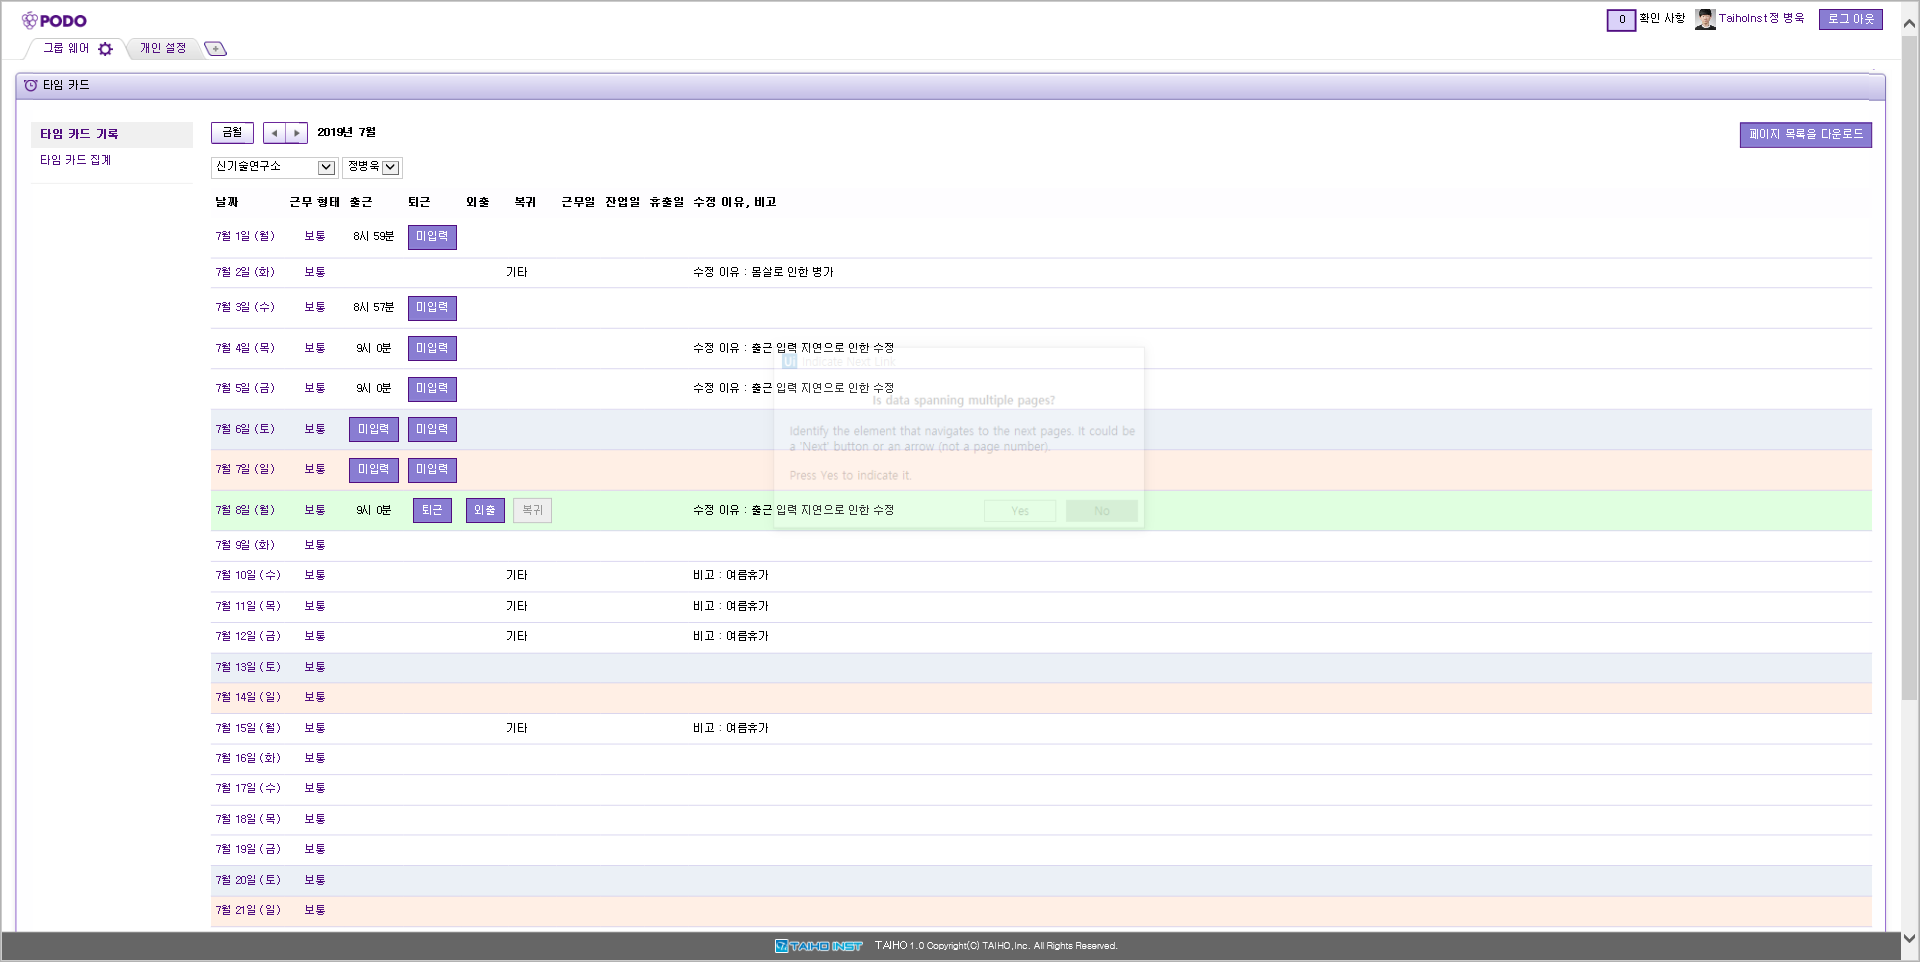 PODO
0 확인 사항 TaihoInst정 병욱 로그 아웃
그룹 웨어 개인 설정 +
타임 카드
타임 카드 기록
타임 카드 집계
금월 ◀ ▶ 2019년 7월
페이지 목록을 다운로드
신기술연구소 정병욱
날짜 근무 형태 출근 퇴근 외출 복귀 근무일 잔업일 휴출일 수정 이유, 비고
7월 1일 (월) 보통 8시 59분 미입력
7월 2일 (화) 보통 기타 수정 이유 : 몸살로 인한 병가
7월 3일 (수) 보통 8시 57분 미입력
7월 4일 (목) 보통 9시 0분 미입력 수정 이유 : 출근 입력 지연으로 인한 수정
7월 5일 (금) 보통 9시 0분 미입력 수정 이유 : 출근 입력 지연으로 인한 수정
7월 6일 (토) 보통 미입력 미입력
7월 7일 (일) 보통 미입력 미입력
7월 8일 (월) 보통 9시 0분 퇴근 외출 복귀 수정 이유 : 출근 입력 지연으로 인한 수정
7월 9일 (화) 보통
7월 10일 (수) 보통 기타 비고 : 여름휴가
7월 11일 (목) 보통 기타 비고 : 여름휴가
7월 12일 (금) 보통 기타 비고 : 여름휴가
7월 13일 (토) 보통
7월 14일 (일) 보통
7월 15일 (월) 보통 기타 비고 : 여름휴가
7월 16일 (화) 보통
7월 17일 (수) 보통
7월 18일 (목) 보통
7월 19일 (금) 보통
7월 20일 (토) 보통
7월 21일 (일) 보통
Ui Indicate Next Link
Is data spanning multiple pages?
Identify the element that navigates to the next pages. It could be
a 'Next' button or an arrow (not a page number).
Press Yes to indicate it.
Yes No
TAIHO INST TAIHO 1.0 Copyright(C) TAIHO,Inc. All Rights Reserved.